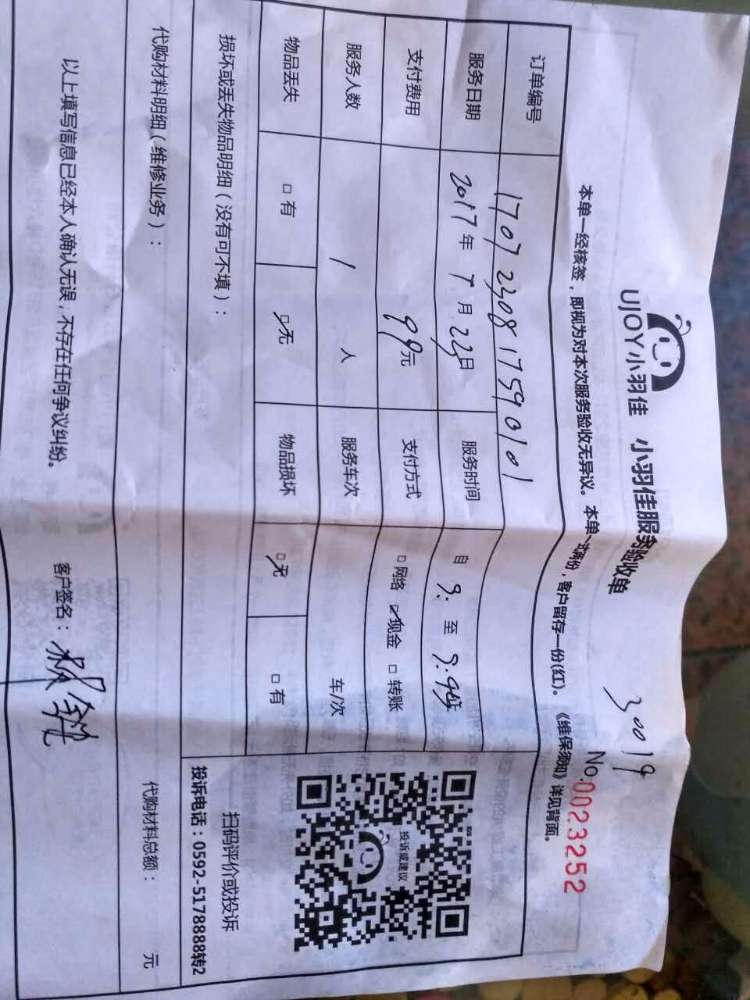 30019
UJOY小羽佳 小羽佳服务验收单
No.0023252
本单一经核签，即视为对本次服务验收无异议。本单一式两份，客户留存一份(红)。《维保须知》详见背面。
订单编号 1707230817590101
服务日期 2017年7月23日 服务时间 自 9: 至 9:45
支付费用 99元 支付方式 □网络 ☑现金 □转账
服务人数 1 人 服务车次 车/次
物品丢失 □有 ☑无 物品损坏 ☑无 □有
损坏或丢失物品明细（没有可不填）：
投诉或建议
扫码评价或投诉
投诉电话：0592-5178888转2
代购材料明细（维修业务）：
代购材料总额： 元
以上填写信息已经本人确认无误，不存在任何争议纠纷。 客户签名：